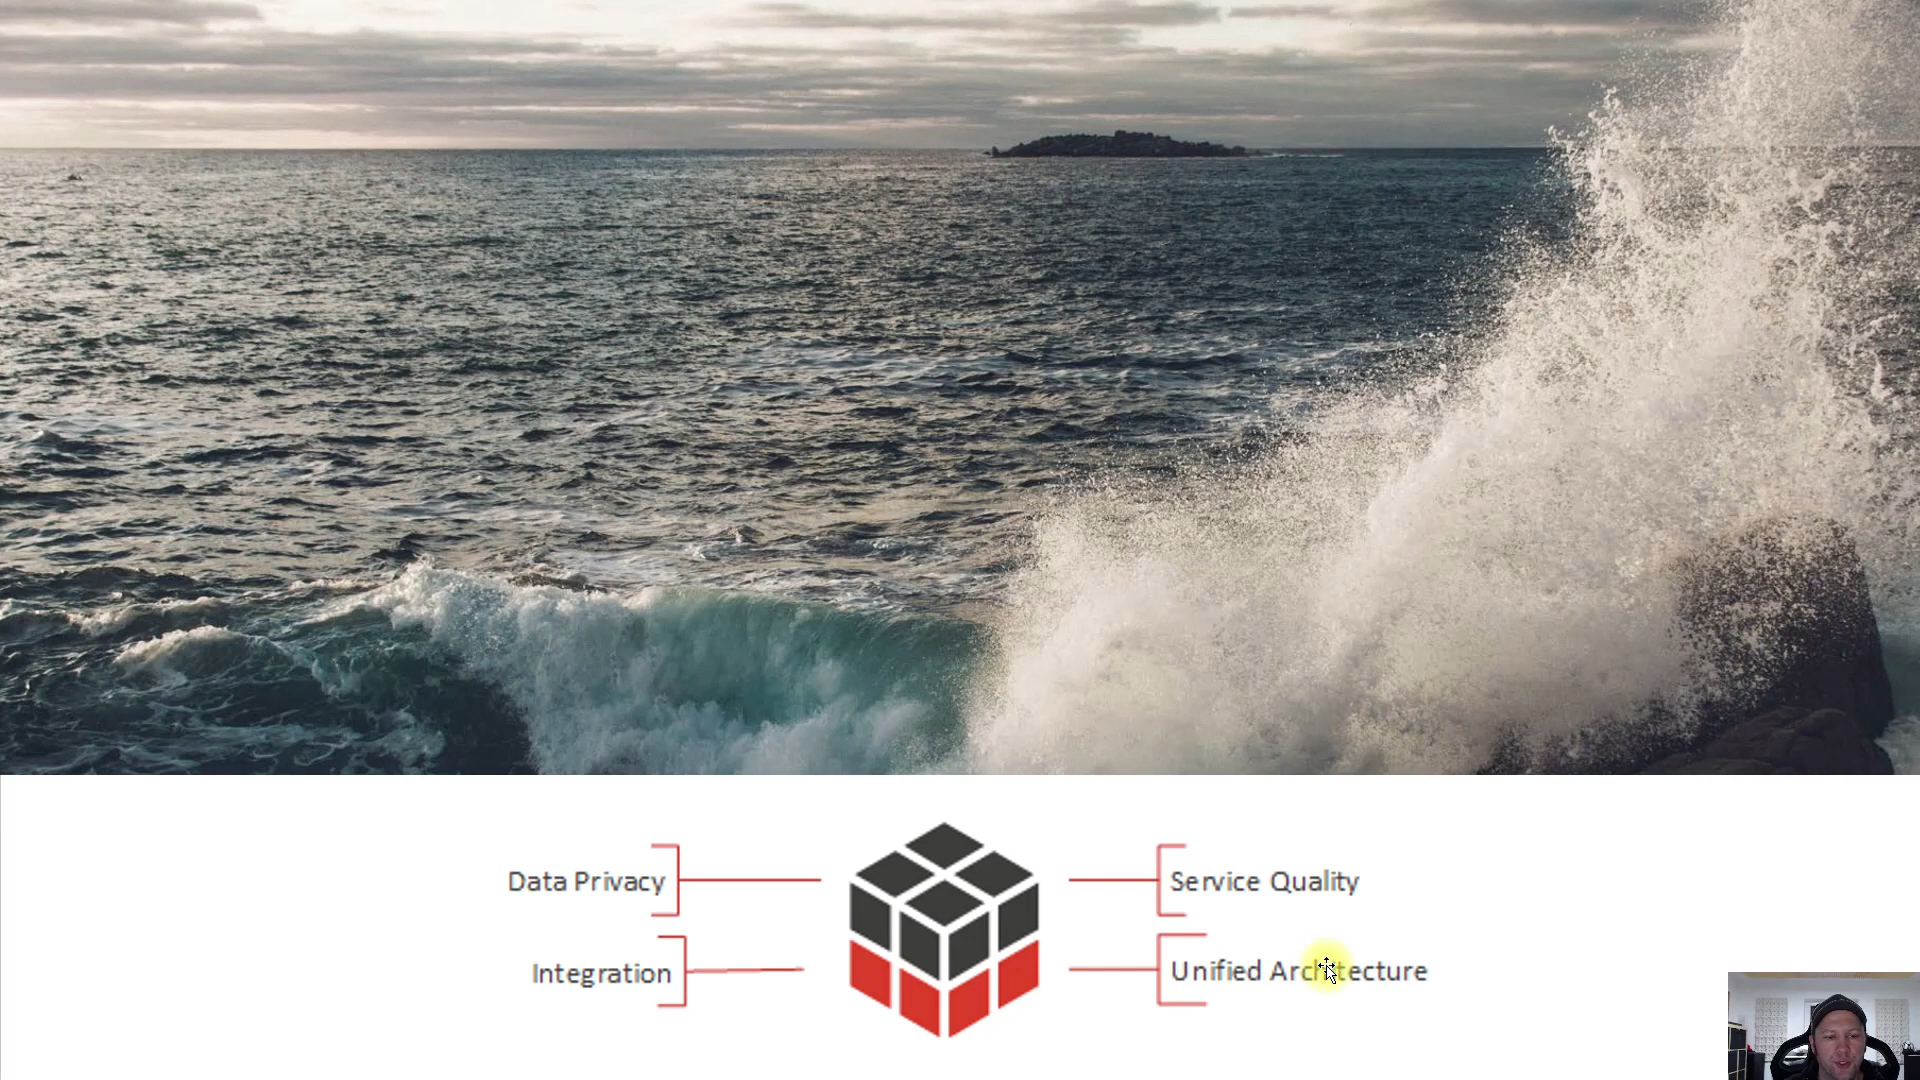 Data Privacy
Service Quality
Integration
Unified Architecture